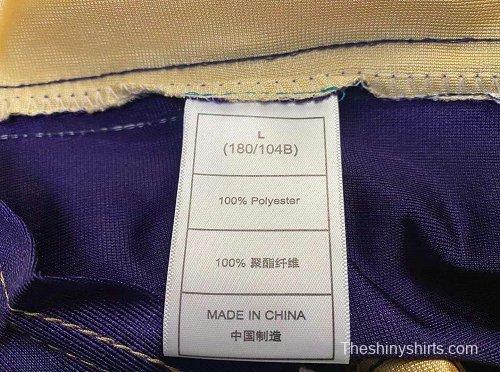 L
(180/104B)
100% Polyester
100% 聚酯纤维
MADE IN CHINA
中国制造
Theshinyshirts.com